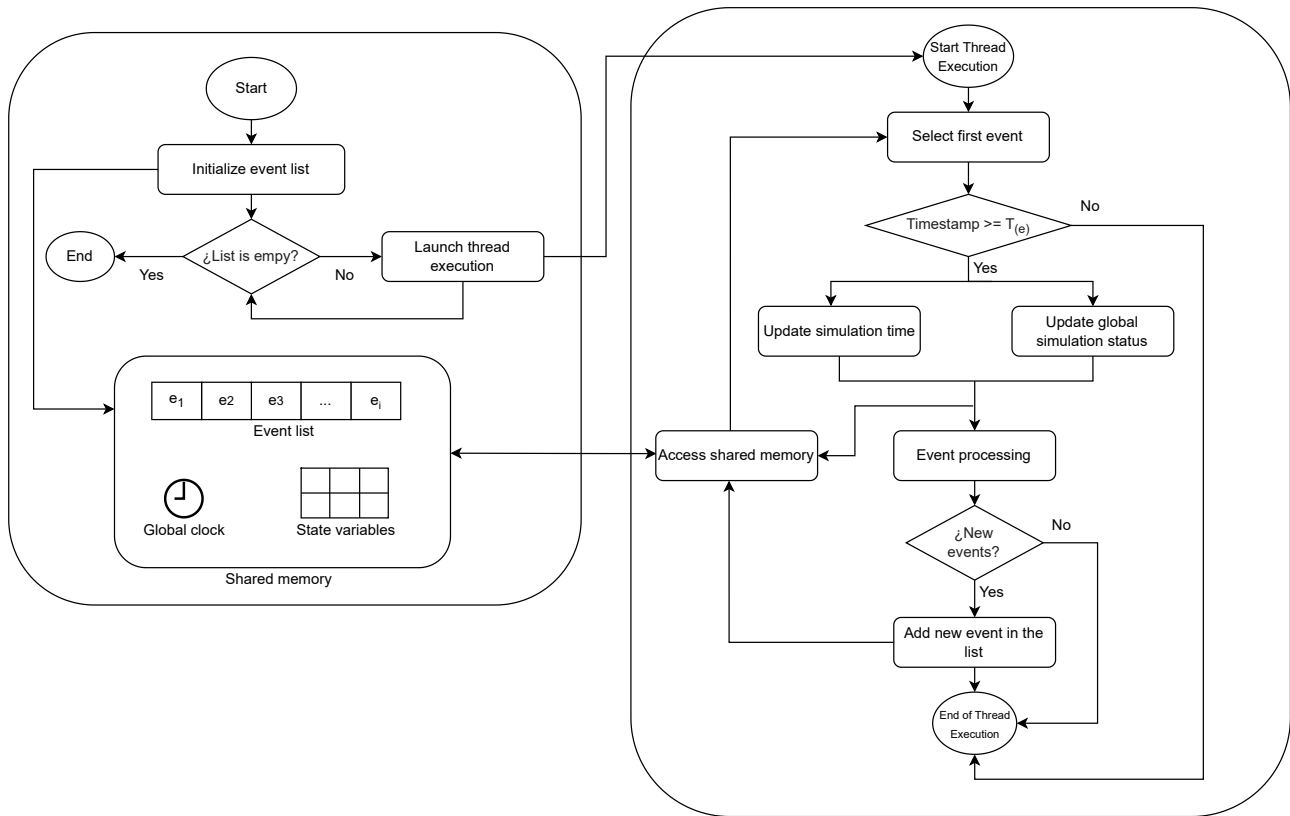 Start
Initialize event list
¿List is empy?
End
Yes
No
Launch thread
execution
e1
e2
e3
...
ei
Event list
Global clock
State variables
Shared memory
Start Thread
Execution
Select first event
Timestamp >= T(e)
No
Yes
Update simulation time
Update global
simulation status
Access shared memory
Event processing
¿New
events?
No
Yes
Add new event in the
list
End of Thread
Execution